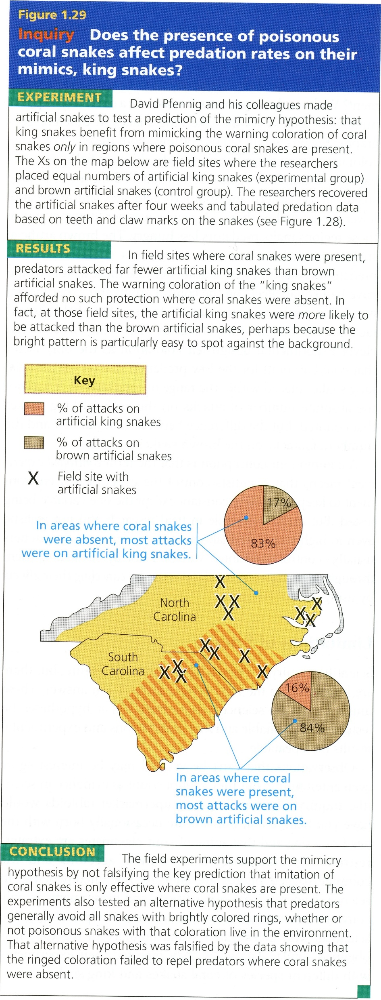 Figure 1.29
Inquiry Does the presence of poisonous
coral snakes affect predation rates on their
mimics, king snakes?
EXPERIMENT David Pfennig and his colleagues made
artificial snakes to test a prediction of the mimicry hypothesis: that
king snakes benefit from mimicking the warning coloration of coral
snakes only in regions where poisonous coral snakes are present.
The Xs on the map below are field sites where the researchers
placed equal numbers of artificial king snakes (experimental group)
and brown artificial snakes (control group). The researchers recovered
the artificial snakes after four weeks and tabulated predation data
based on teeth and claw marks on the snakes (see Figure 1.28).
RESULTS In field sites where coral snakes were present,
predators attacked far fewer artificial king snakes than brown
artificial snakes. The warning coloration of the “king snakes”
afforded no such protection where coral snakes were absent. In
fact, at those field sites, the artificial king snakes were more likely to
be attacked than the brown artificial snakes, perhaps because the
bright pattern is particularly easy to spot against the background.
Key
% of attacks on
artificial king snakes
% of attacks on
brown artificial snakes
X Field site with
artificial snakes
17%
83%
In areas where coral snakes
were absent, most attacks
were on artificial king snakes.
X
X X
X
X
X
X
North
Carolina
X
X
X
X
South
Carolina
X
X
X
16%
84%
In areas where coral
snakes were present,
most attacks were on
brown artificial snakes.
CONCLUSION The field experiments support the mimicry
hypothesis by not falsifying the key prediction that imitation of
coral snakes is only effective where coral snakes are present. The
experiments also tested an alternative hypothesis that predators
generally avoid all snakes with brightly colored rings, whether or
not poisonous snakes with that coloration live in the environment.
That alternative hypothesis was falsified by the data showing that
the ringed coloration failed to repel predators where coral snakes
were absent.